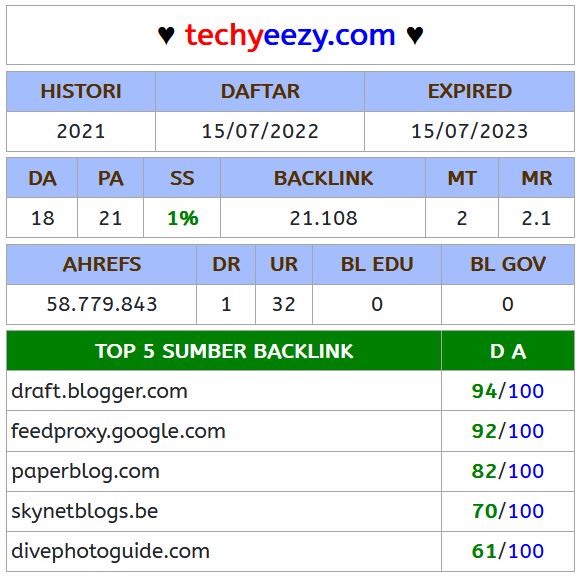 ♥ techyeezy.com ♥
HISTORI DAFTAR EXPIRED
2021 15/07/2022 15/07/2023
DA PA SS BACKLINK MT MR
18 21 1% 21.108 2 2.1
AHREFS DR UR BL EDU BL GOV
58.779.843 1 32 0 0
TOP 5 SUMBER BACKLINK D A
draft.blogger.com 94/100
feedproxy.google.com 92/100
paperblog.com 82/100
skynetblogs.be 70/100
divephotoguide.com 61/100